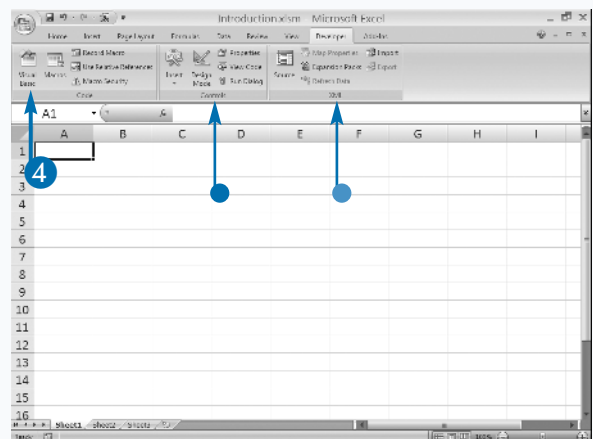 Introduction.xlsm Microsoft Excel
Home Insert Page Layout Formulas Data Review View Developer Add-Ins
Record Macro Properties Map Properties Import
Use Relative References View Code Expansion Packs Export
Visual Basic Macros Macro Security Insert Design Mode Run Dialog Source Refresh Data
Code Controls XML
A1
A B C D E F G H I
1
2
4
3
4
5
6
7
8
9
10
11
12
13
14
15
16
Sheet1 Sheet2 Sheet3
Ready 100%